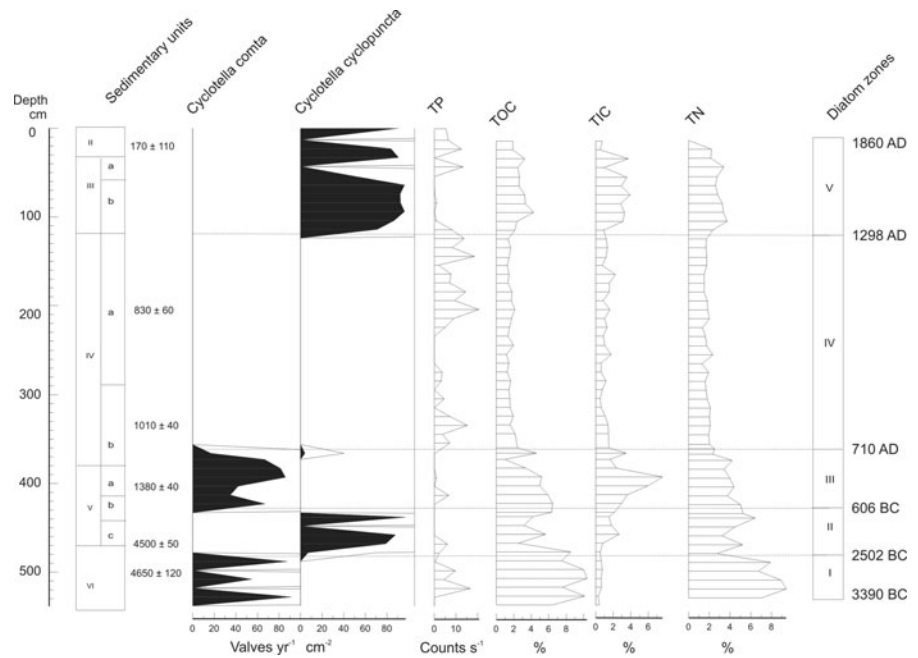 Sedimentary units
Cyclotella comta
Cyclotella cyclopuncta
TP
TOC
TIC
TN
Diatom zones
Depth
cm
0
100
200
300
400
500
II
III
a
b
IV
a
b
V
a
b
c
VI
170 ± 110
830 ± 60
1010 ± 40
1380 ± 40
4500 ± 50
4650 ± 120
V
IV
III
II
I
1860 AD
1298 AD
710 AD
606 BC
2502 BC
3390 BC
0 20 40 60 80
0 20 40 60 80
0 10 20
0 2 4 6 8 10
0 2 4 6
0 2 4 6 8
Valves yr⁻¹ cm⁻²
Counts s⁻¹
%
%
%